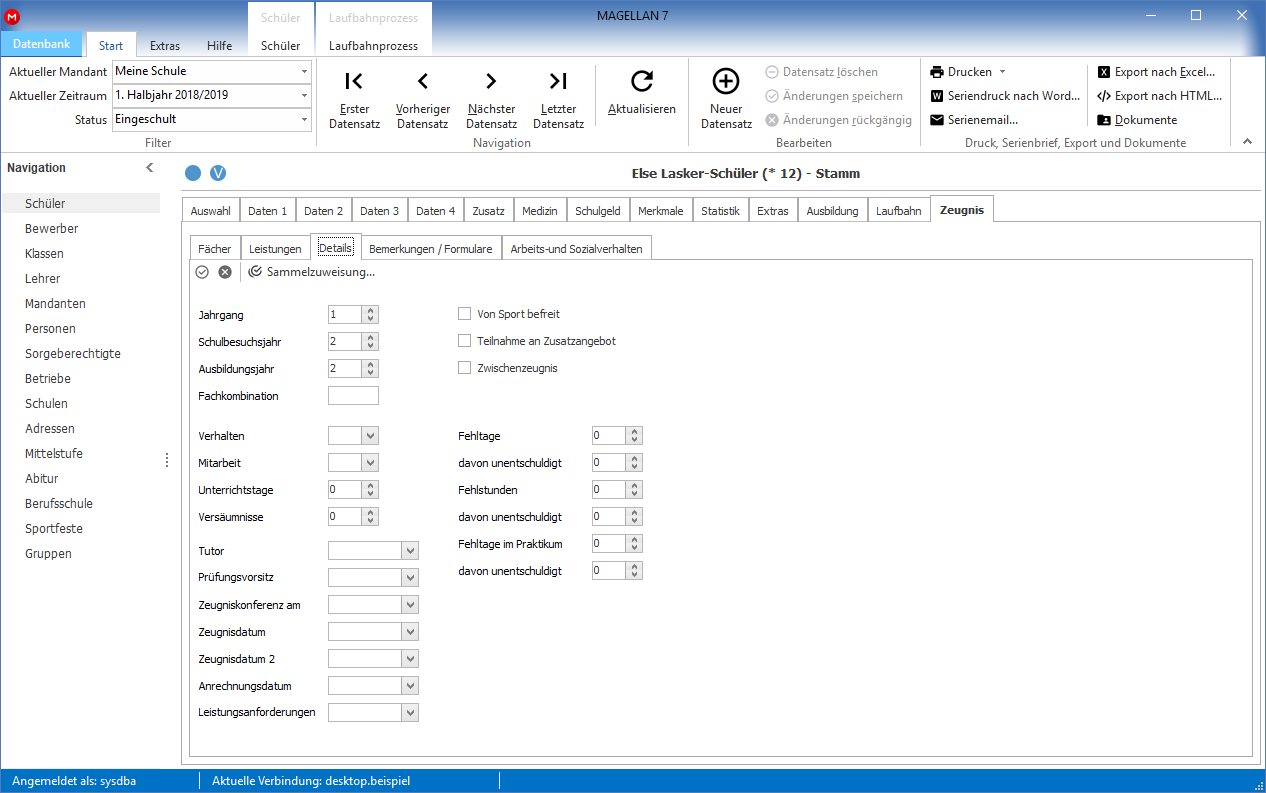 M
MAGELLAN 7
Schüler
Laufbahnprozess
Datenbank
Start
Extras
Hilfe
Schüler
Laufbahnprozess
Aktueller Mandant Meine Schule
Aktueller Zeitraum 1. Halbjahr 2018/2019
Status Eingeschult
Filter
Erster Datensatz
Vorheriger Datensatz
Nächster Datensatz
Letzter Datensatz
Aktualisieren
Navigation
Neuer Datensatz
Datensatz löschen
Änderungen speichern
Änderungen rückgängig
Bearbeiten
Drucken
W Seriendruck nach Word...
Serienemail...
X Export nach Excel...
</> Export nach HTML...
Dokumente
Druck, Serienbrief, Export und Dokumente
Navigation
Schüler
Bewerber
Klassen
Lehrer
Mandanten
Personen
Sorgeberechtigte
Betriebe
Schulen
Adressen
Mittelstufe
Abitur
Berufsschule
Sportfeste
Gruppen
V
Else Lasker-Schüler (* 12) - Stamm
Auswahl
Daten 1
Daten 2
Daten 3
Daten 4
Zusatz
Medizin
Schulgeld
Merkmale
Statistik
Extras
Ausbildung
Laufbahn
Zeugnis
Fächer
Leistungen
Details
Bemerkungen / Formulare
Arbeits-und Sozialverhalten
Sammelzuweisung...
Jahrgang 1
Schulbesuchsjahr 2
Ausbildungsjahr 2
Fachkombination
Von Sport befreit
Teilnahme an Zusatzangebot
Zwischenzeugnis
Verhalten
Mitarbeit
Unterrichtstage 0
Versäumnisse 0
Fehltage 0
davon unentschuldigt 0
Fehlstunden 0
davon unentschuldigt 0
Fehltage im Praktikum 0
davon unentschuldigt 0
Tutor
Prüfungsvorsitz
Zeugniskonferenz am
Zeugnisdatum
Zeugnisdatum 2
Anrechnungsdatum
Leistungsanforderungen
Angemeldet als: sysdba
Aktuelle Verbindung: desktop.beispiel